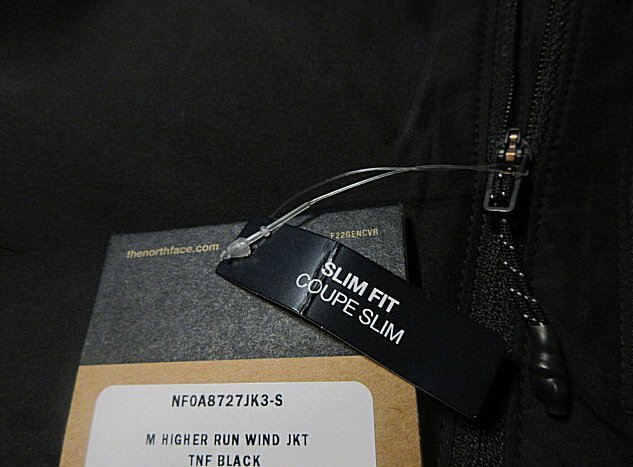 thenorthface.com
F22GENCVR
SLIM FIT
COUPE SLIM
NF0A8727JK3-S
M HIGHER RUN WIND JKT
TNF BLACK